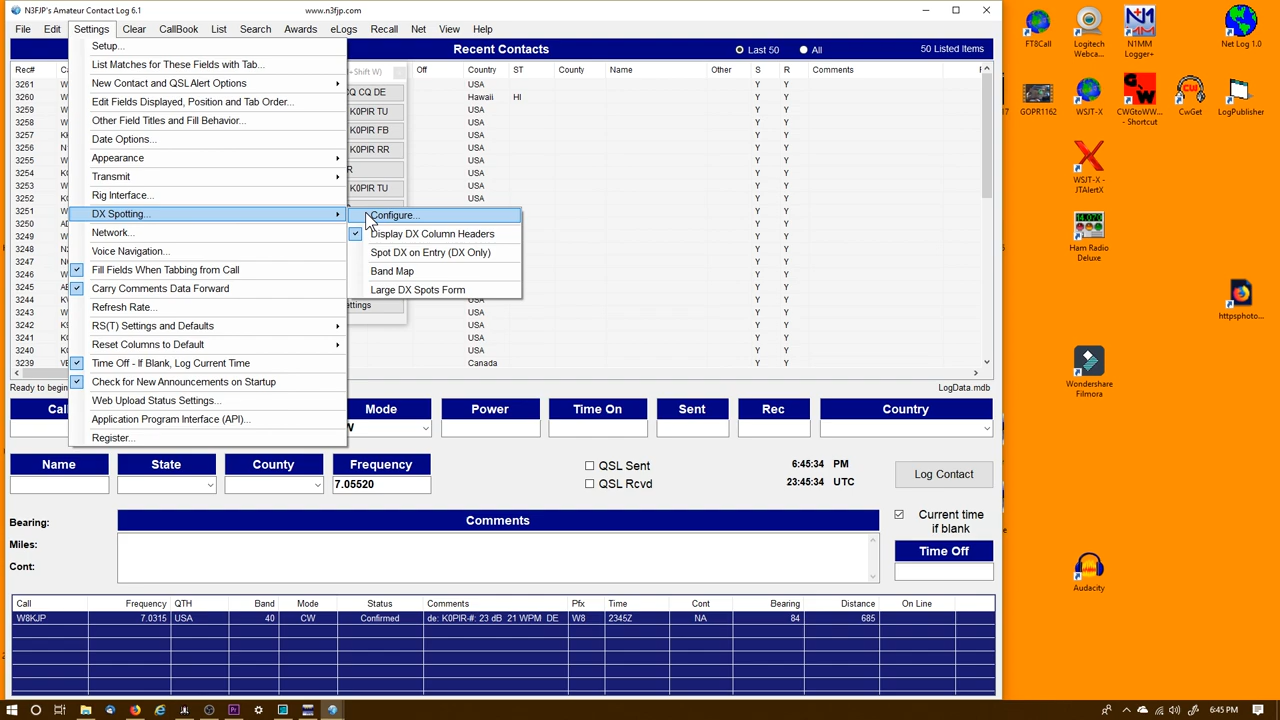 N3FJP's Amateur Contact Log 6.1
www.n3fjp.com
File Edit Settings Clear CallBook List Search Awards eLogs Recall Net View Help
Recent Contacts
Last 50
All
50 Listed Items
Rec#
Off Country ST County Name Other S R Comments
3261 USA Y Y
3260 Hawaii HI Y Y
3259 USA Y Y
3258 USA Y Y
3257 USA Y Y
3256 USA Y Y
3255 USA Y Y
3254 USA Y Y
3253 USA Y Y
3252 USA Y Y
3251 USA Y Y
3250
3249
3248
3247
3246
3245
3244
3243 USA Y Y
3242 USA Y Y
3241 USA Y Y
3240 USA Y Y
3239 Canada Y Y
Setup...
List Matches for These Fields with Tab...
New Contact and QSL Alert Options
Edit Fields Displayed, Position and Tab Order...
Other Field Titles and Fill Behavior...
Date Options...
Appearance
Transmit
Rig Interface...
DX Spotting...
Network...
Voice Navigation...
Fill Fields When Tabbing from Call
Carry Comments Data Forward
Refresh Rate...
RS(T) Settings and Defaults
Reset Columns to Default
Time Off - If Blank, Log Current Time
Check for New Announcements on Startup
Web Upload Status Settings...
Application Program Interface (API)...
Register...
+Shift W)
Q CQ DE
K0PIR TU
K0PIR FB
K0PIR RR
R
K0PIR TU
Configure...
Display DX Column Headers
Spot DX on Entry (DX Only)
Band Map
Large DX Spots Form
ettings
Ready to begin
LogData.mdb
Mode Power Time On Sent Rec Country
Name State County Frequency
7.05520
QSL Sent
QSL Rcvd
6:45:34 PM
23:45:34 UTC
Log Contact
Current time
if blank
Time Off
Bearing:
Miles:
Cont:
Comments
Call Frequency QTH Band Mode Status Comments Pfx Time Cont Bearing Distance On Line
W8KJP 7.0315 USA 40 CW Confirmed de: K0PIR-#: 23 dB 21 WPM DE W8 2345Z NA 84 685
FT8Call
Logitech
Webca...
N1MM
Logger+
Net Log 1.0
GOPR1162
WSJT-X
CWGtoWW...
- Shortcut
CwGet
LogPublisher
WSJT-X
- JTAlertX
Ham Radio
Deluxe
httpsphoto...
Wondershare
Filmora
Audacity
6:45 PM